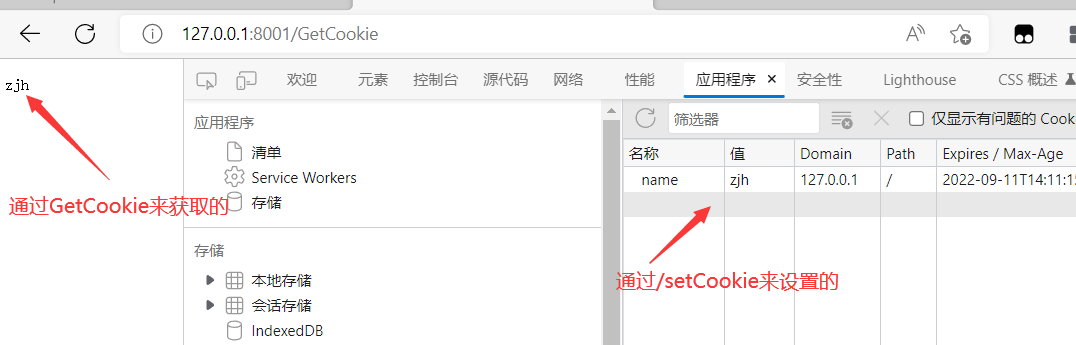 127.0.0.1:8001/GetCookie
欢迎 元素 控制台 源代码 网络 性能 应用程序 安全性 Lighthouse CSS 概述
zjh
通过GetCookie来获取的
应用程序
清单
Service Workers
存储
存储
本地存储
会话存储
IndexedDB
筛选器 仅显示有问题的 Cook
名称 值 Domain Path Expires / Max-Age
name zjh 127.0.0.1 / 2022-09-11T14:11:15
通过/setCookie来设置的